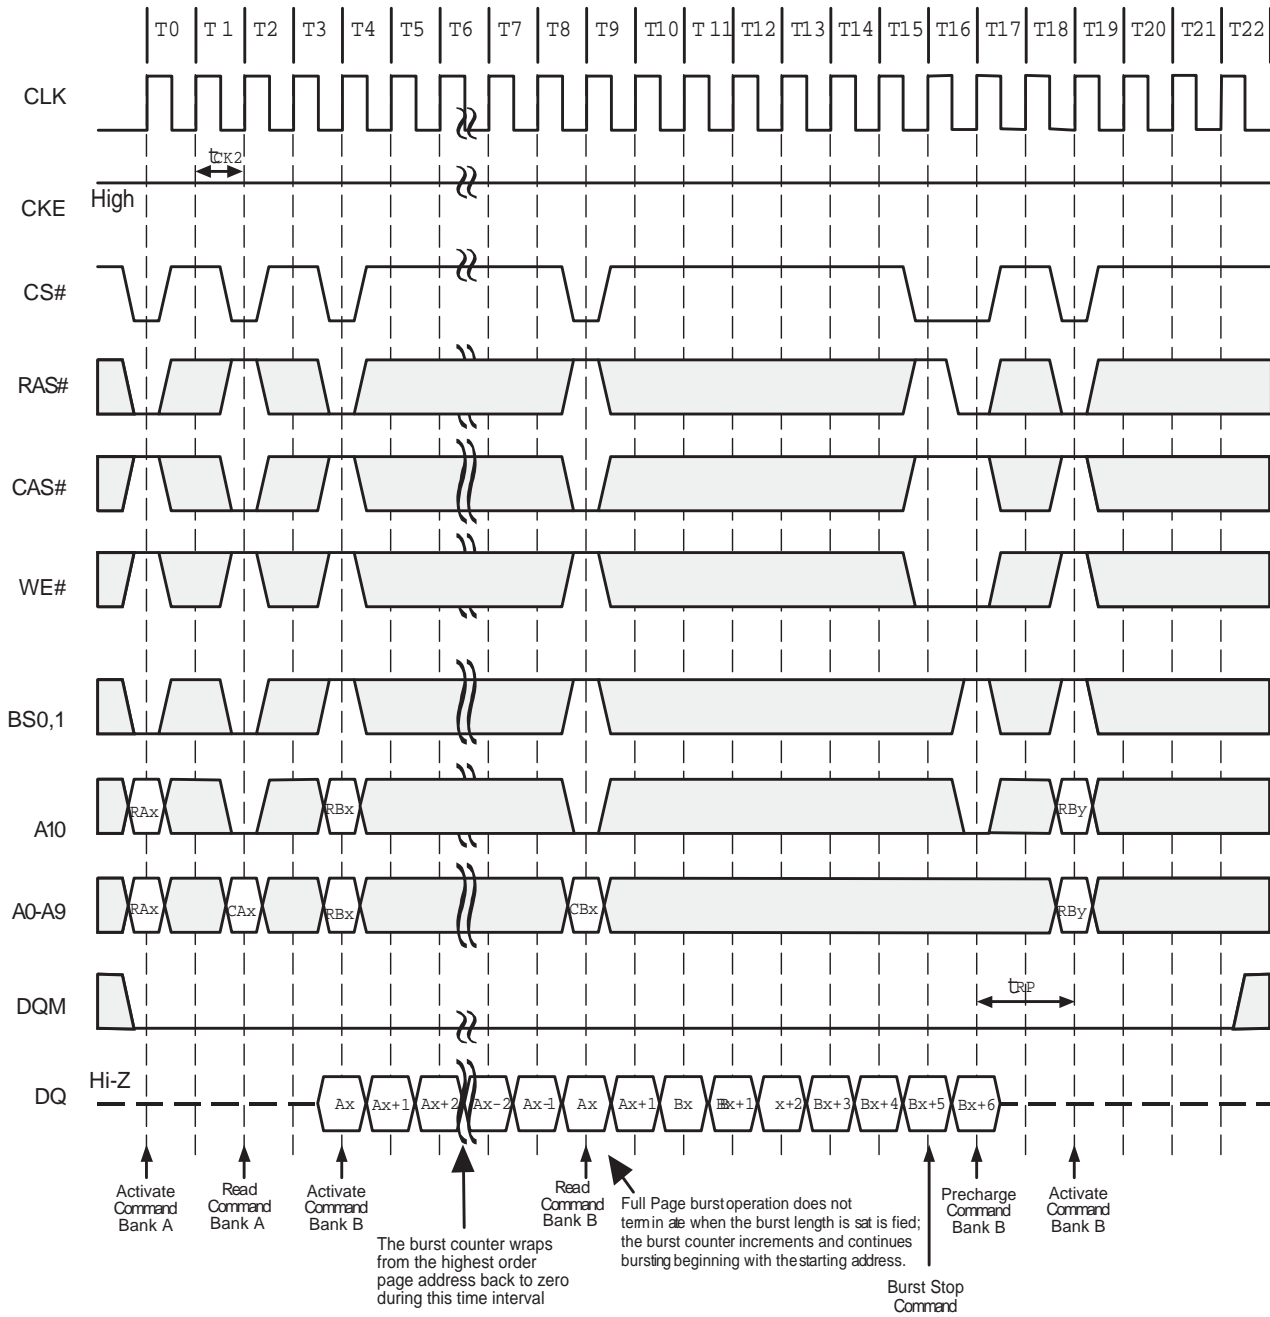 T0 T 1 T2 T3 T4 T5 T6 T7 T8 T9 T10 T 11 T12 T13 T14 T15 T16 T17 T18 T19 T20 T21 T22
CLK
tCK2
High
CKE
CS#
RAS#
CAS#
WE#
BS0,1
A10
RAx RBx RBy
A0-A9
RAx CAx RBx CBx RBy
DQM
tRP
Hi-Z
DQ
Ax Ax+1 Ax+2 Ax-2 Ax-1 Ax Ax+1 Bx Bx+1 x+2 Bx+3 Bx+4 Bx+5 Bx+6
Activate
Command
Bank A
Read
Command
Bank A
Activate
Command
Bank B
The burst counter wraps
from the highest order
page address back to zero
during this time interval
Read
Command
Bank B
Full Page burst operation does not
termin ate when the burst length is sat is fied;
the burst counter increments and continues
bursting beginning with the starting address.
Burst Stop
Command
Precharge
Command
Bank B
Activate
Command
Bank B